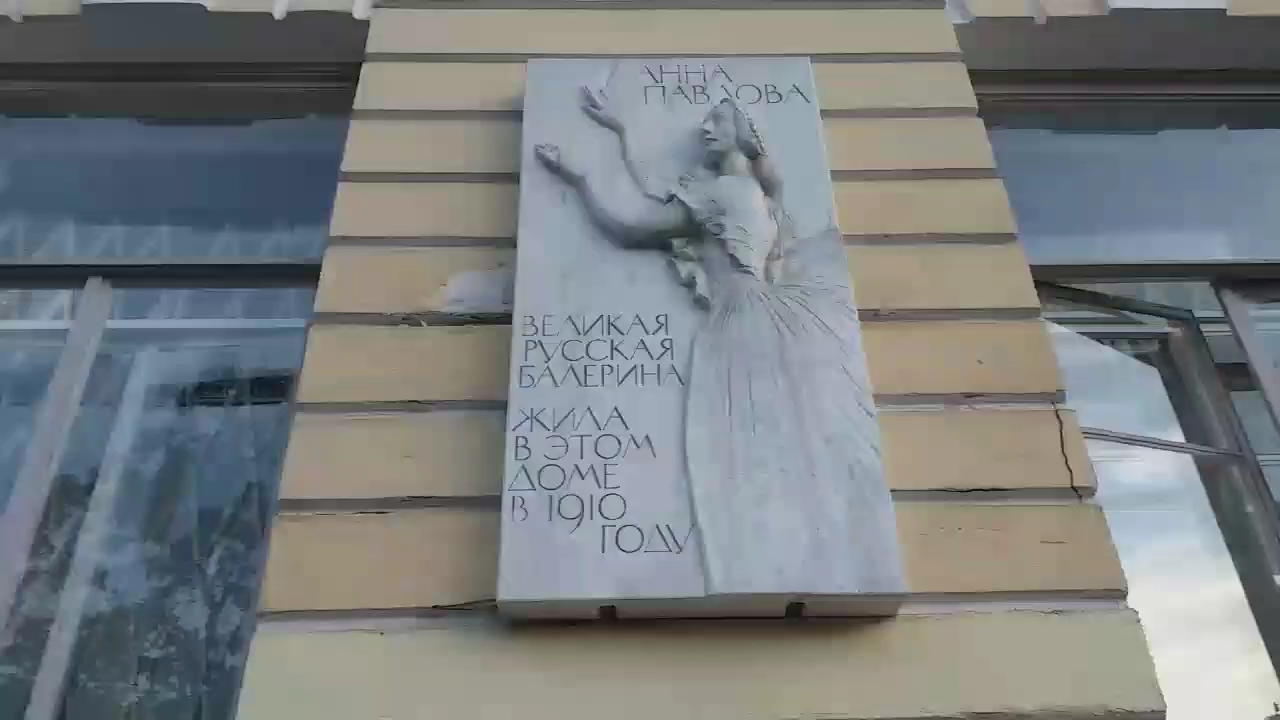 АННА
ПАВЛОВА
ВЕЛИКАЯ
РУССКАЯ
БАЛЕРИНА
ЖИЛА
В ЭТОМ
ДОМЕ
В 1910
ГОДУ